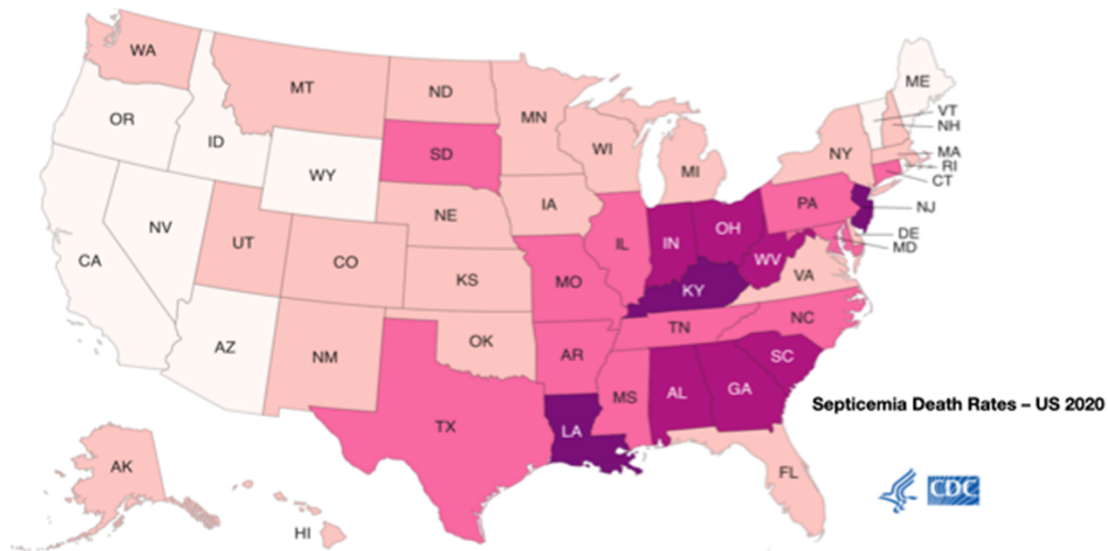 WA
MT
ND
MN
ME
VT
NH
OR
ID
SD
WI
MI
NY
MA
RI
CT
WY
IA
NE
PA
NJ
NV
UT
CO
IL
IN
OH
DE
MD
CA
KS
MO
WV
VA
KY
AZ
NM
OK
AR
TN
NC
SC
TX
LA
MS
AL
GA
Septicemia Death Rates – US 2020
AK
HI
FL
CDC